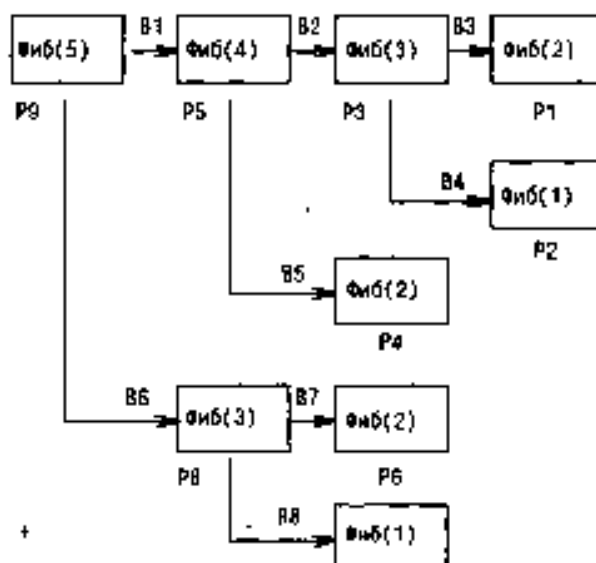 В1 В2 В3
Фиб(5) Фиб(4) Фиб(3) Фиб(2)
Р9 Р5 Р3 Р1
В4
Фиб(1)
Р2
В5
Фиб(2)
Р4
В6 В7
Фиб(3) Фиб(2)
Р8 Р6
В8
Фиб(1)